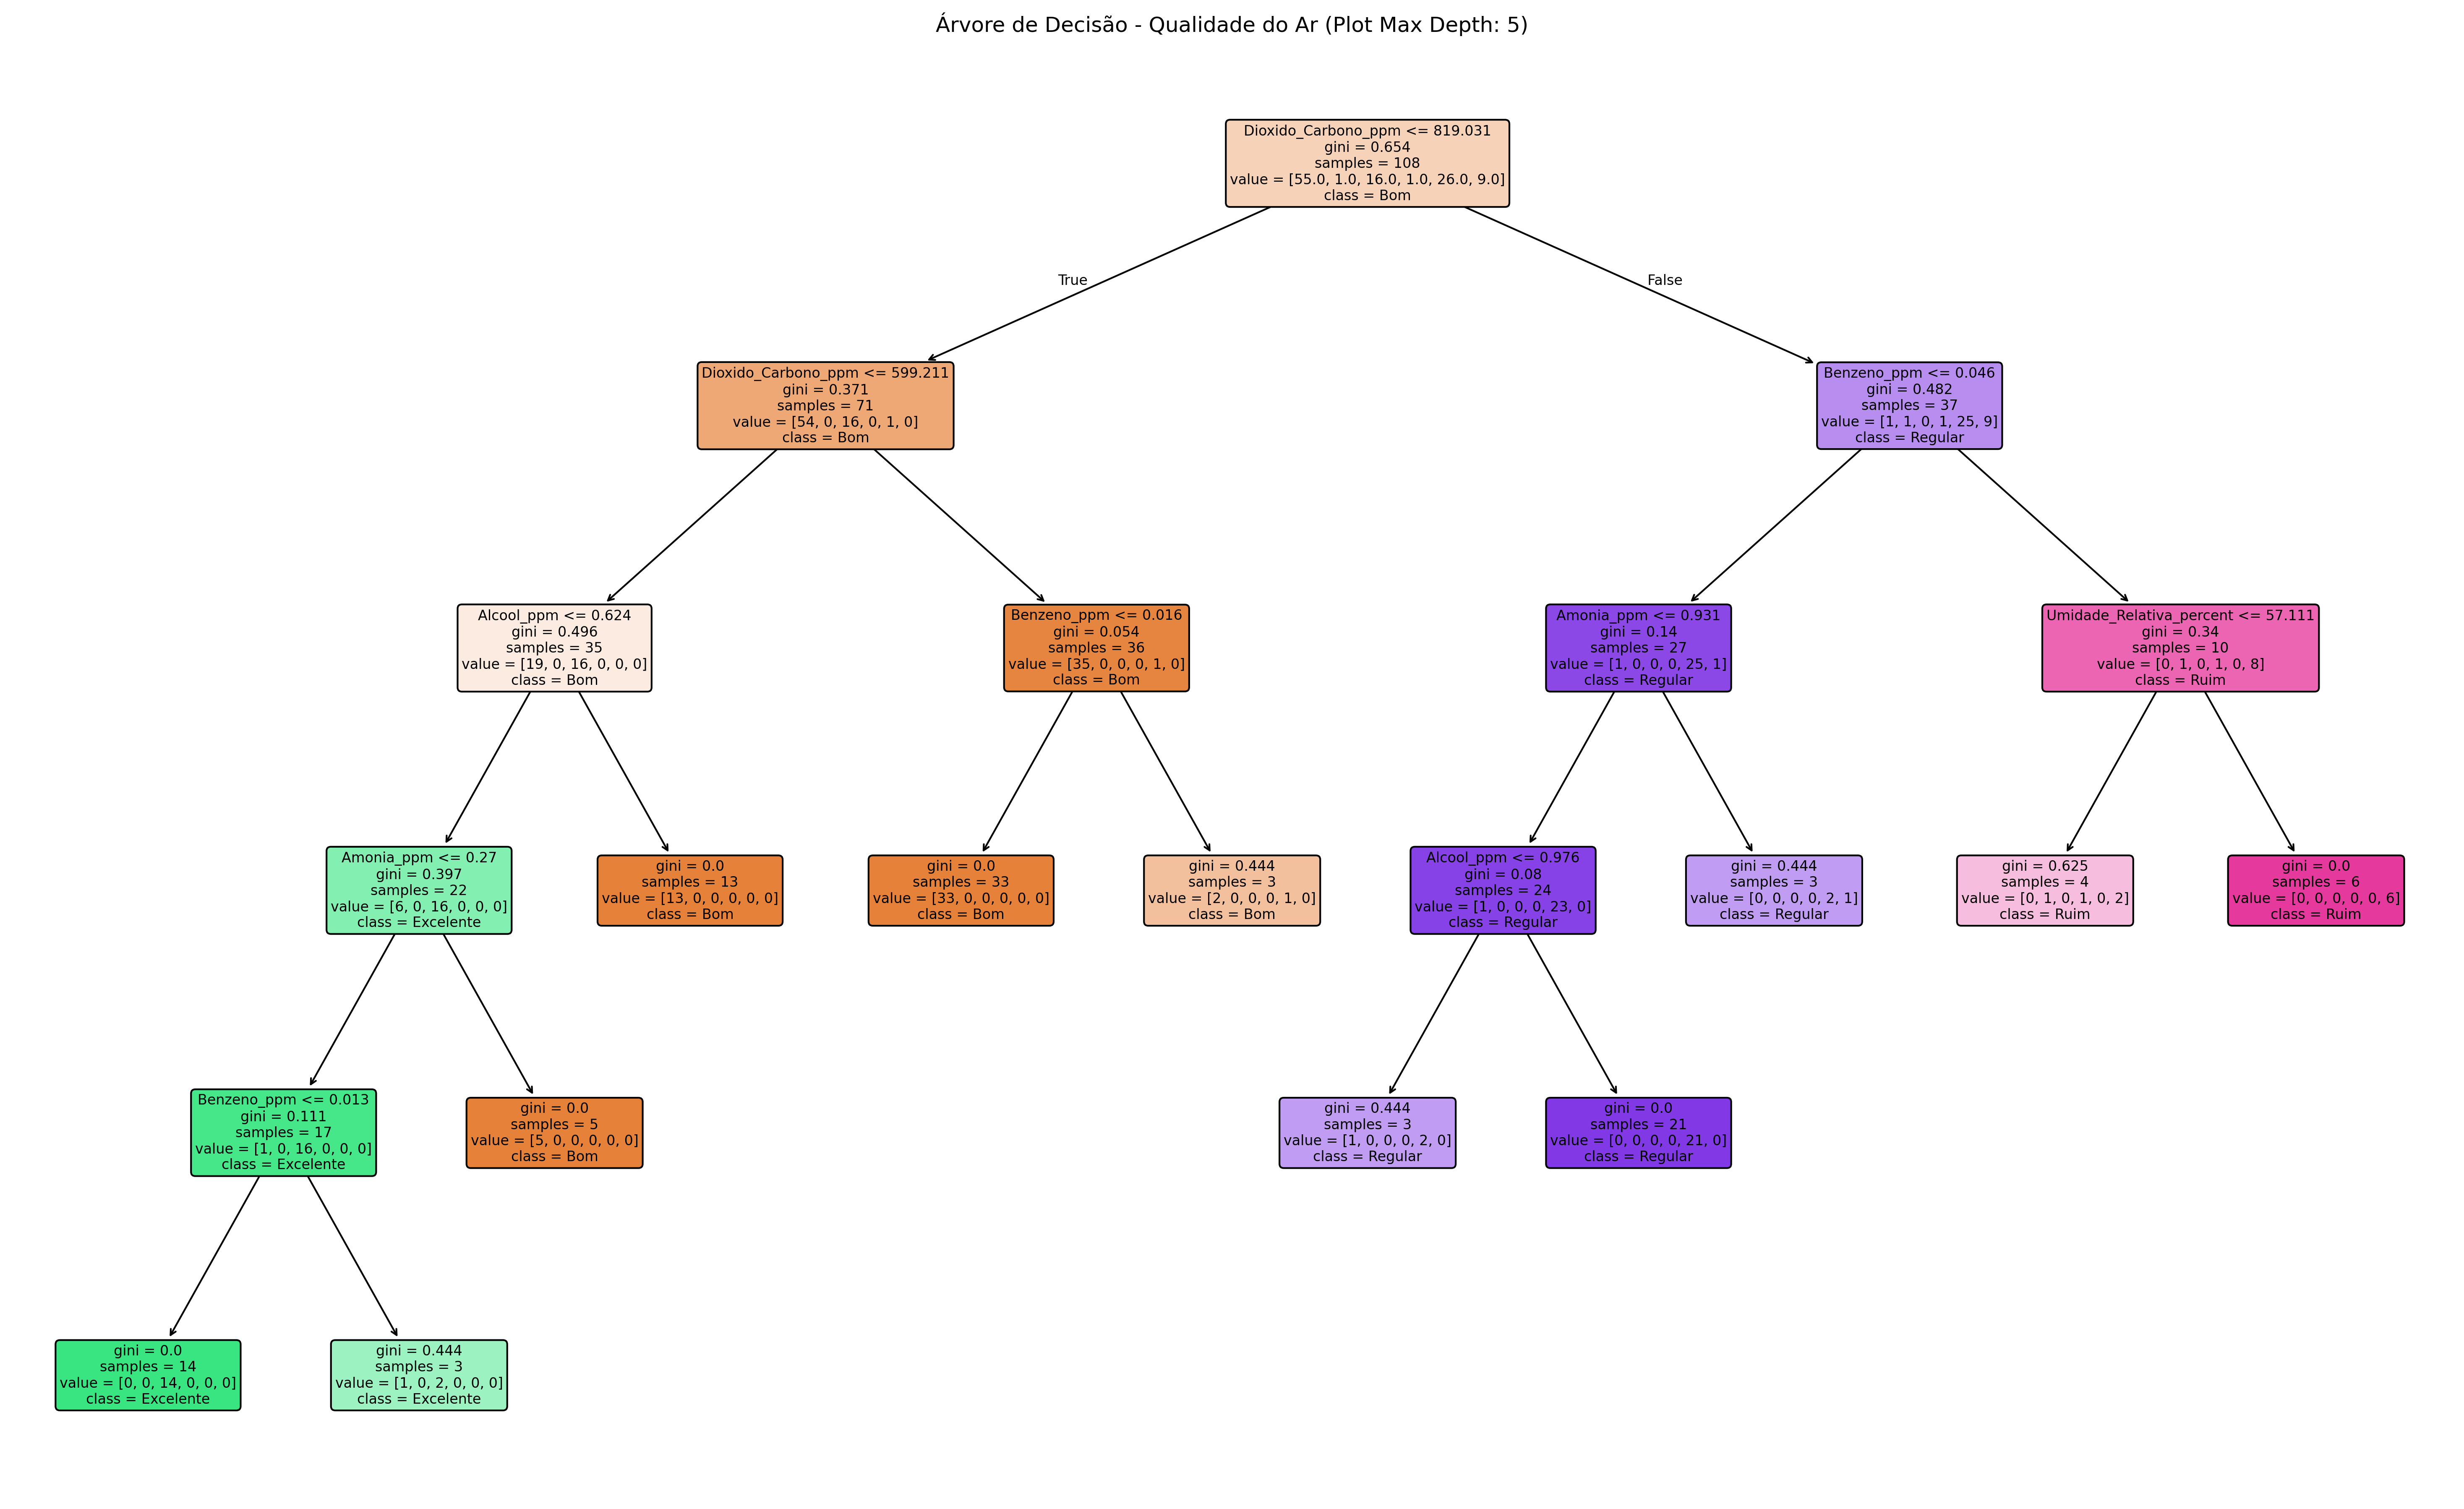 Árvore de Decisão - Qualidade do Ar (Plot Max Depth: 5)
Dioxido_Carbono_ppm <= 819.031
gini = 0.654
samples = 108
value = [55.0, 1.0, 16.0, 1.0, 26.0, 9.0]
class = Bom
True
False
Dioxido_Carbono_ppm <= 599.211
gini = 0.371
samples = 71
value = [54, 0, 16, 0, 1, 0]
class = Bom
Benzeno_ppm <= 0.046
gini = 0.482
samples = 37
value = [1, 1, 0, 1, 25, 9]
class = Regular
Alcool_ppm <= 0.624
gini = 0.496
samples = 35
value = [19, 0, 16, 0, 0, 0]
class = Bom
Benzeno_ppm <= 0.016
gini = 0.054
samples = 36
value = [35, 0, 0, 0, 1, 0]
class = Bom
Amonia_ppm <= 0.931
gini = 0.14
samples = 27
value = [1, 0, 0, 0, 25, 1]
class = Regular
Umidade_Relativa_percent <= 57.111
gini = 0.34
samples = 10
value = [0, 1, 0, 1, 0, 8]
class = Ruim
Amonia_ppm <= 0.27
gini = 0.397
samples = 22
value = [6, 0, 16, 0, 0, 0]
class = Excelente
gini = 0.0
samples = 13
value = [13, 0, 0, 0, 0, 0]
class = Bom
gini = 0.0
samples = 33
value = [33, 0, 0, 0, 0, 0]
class = Bom
gini = 0.444
samples = 3
value = [2, 0, 0, 0, 1, 0]
class = Bom
Alcool_ppm <= 0.976
gini = 0.08
samples = 24
value = [1, 0, 0, 0, 23, 0]
class = Regular
gini = 0.444
samples = 3
value = [0, 0, 0, 0, 2, 1]
class = Regular
gini = 0.625
samples = 4
value = [0, 1, 0, 1, 0, 2]
class = Ruim
gini = 0.0
samples = 6
value = [0, 0, 0, 0, 0, 6]
class = Ruim
Benzeno_ppm <= 0.013
gini = 0.111
samples = 17
value = [1, 0, 16, 0, 0, 0]
class = Excelente
gini = 0.0
samples = 5
value = [5, 0, 0, 0, 0, 0]
class = Bom
gini = 0.444
samples = 3
value = [1, 0, 0, 0, 2, 0]
class = Regular
gini = 0.0
samples = 21
value = [0, 0, 0, 0, 21, 0]
class = Regular
gini = 0.0
samples = 14
value = [0, 0, 14, 0, 0, 0]
class = Excelente
gini = 0.444
samples = 3
value = [1, 0, 2, 0, 0, 0]
class = Excelente